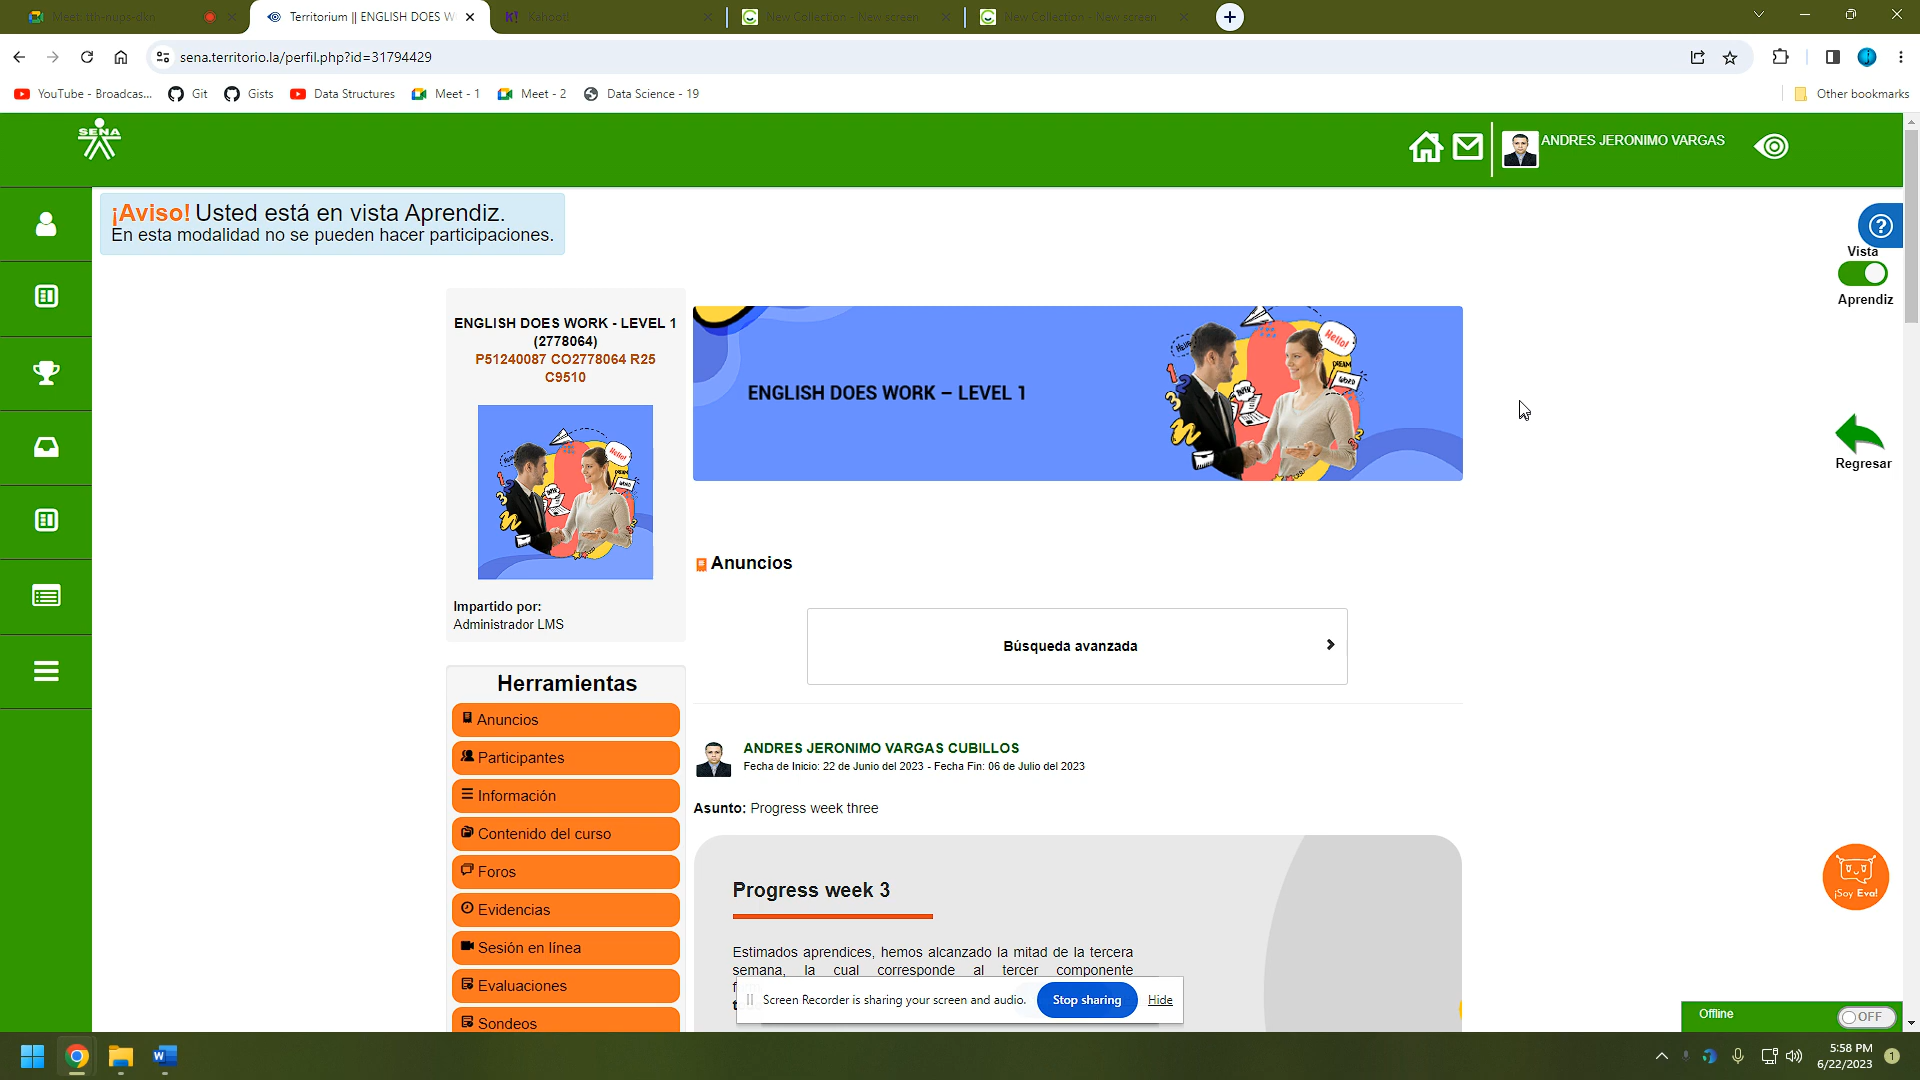 Meet: tth-nups-dkn
Territorium || ENGLISH DOES W
Kahoot!
New Collection - New screen
New Collection - New screen
sena.territorio.la/perfil.php?id=31794429
YouTube - Broadcas...
Git
Gists
Data Structures
Meet - 1
Meet - 2
Data Science - 19
Other bookmarks
SENA
ANDRES JERONIMO VARGAS
¡Aviso! Usted está en vista Aprendiz.
En esta modalidad no se pueden hacer participaciones.
Vista
Aprendiz
Regresar
ENGLISH DOES WORK - LEVEL 1
(2778064)
P51240087 CO2778064 R25
C9510
Impartido por:
Administrador LMS
ENGLISH DOES WORK – LEVEL 1
Hello!
WORD
Anuncios
Búsqueda avanzada
Herramientas
Anuncios
Participantes
Información
Contenido del curso
Foros
Evidencias
Sesión en línea
Evaluaciones
Sondeos
ANDRES JERONIMO VARGAS CUBILLOS
Fecha de Inicio: 22 de Junio del 2023 - Fecha Fin: 06 de Julio del 2023
Asunto: Progress week three
Progress week 3
Estimados aprendices, hemos alcanzado la mitad de la tercera
semana, la cual corresponde al tercer componente
Screen Recorder is sharing your screen and audio.
Stop sharing
Hide
¡Soy Eva!
Offline
OFF
5:58 PM
6/22/2023
1